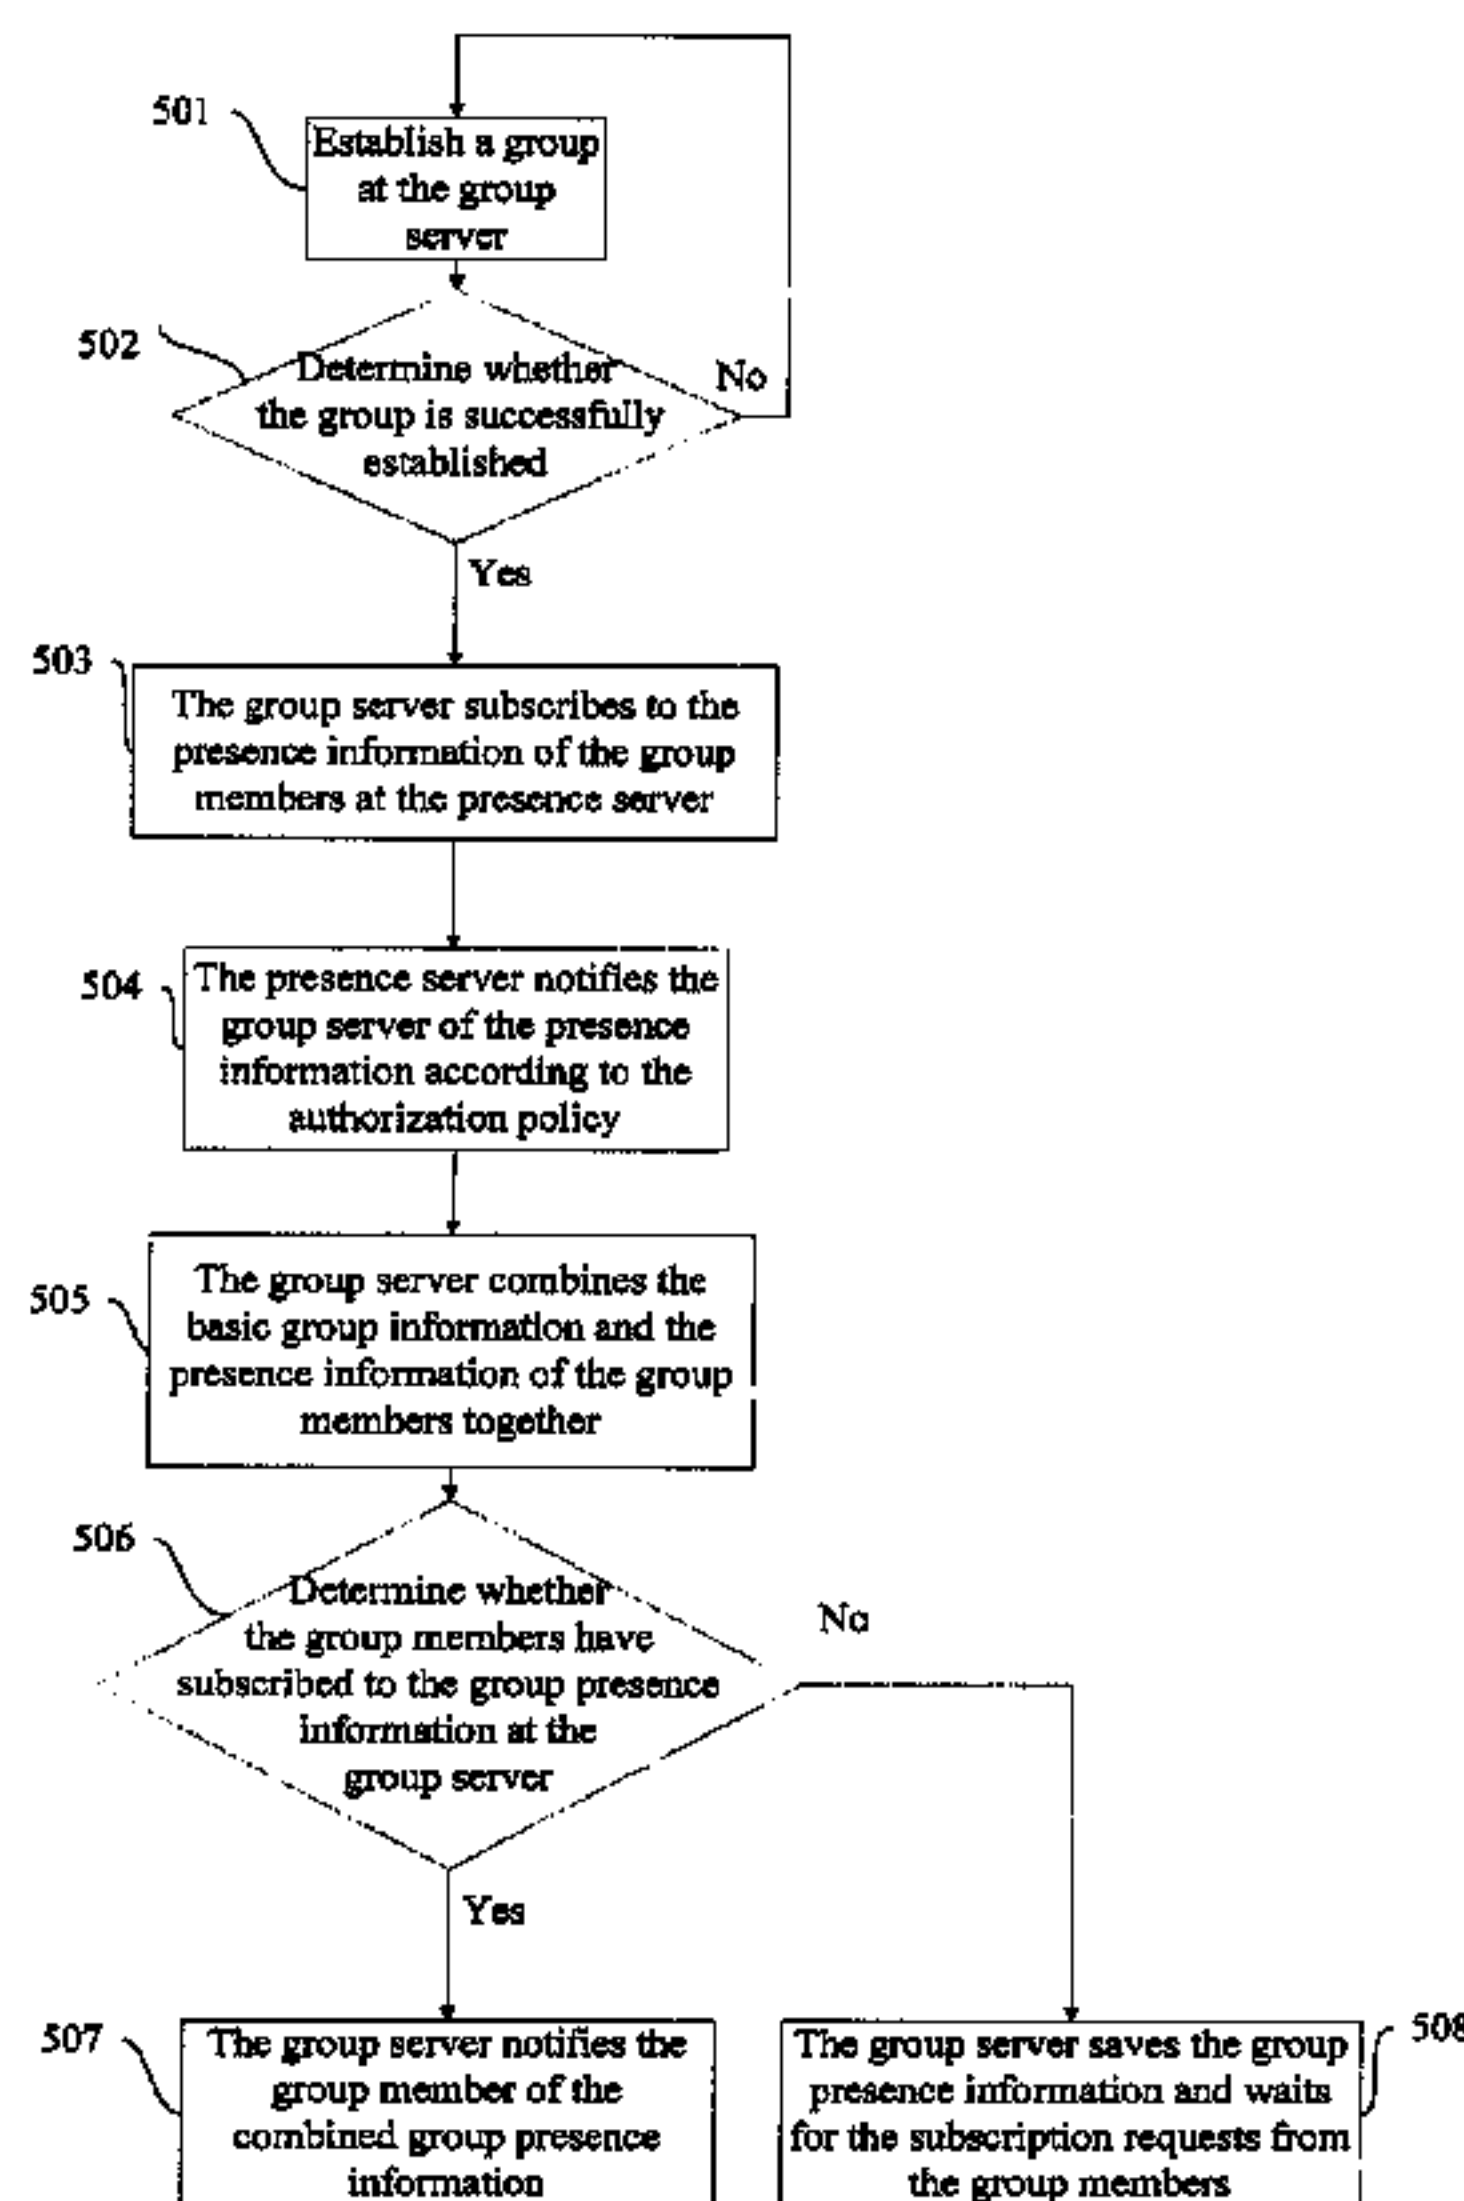 501
Establish a group
at the group
server
502
Determine whether
the group is successfully
established
No
Yes
503
The group server subscribes to the
presence information of the group
members at the presence server
504
The presence server notifies the
group server of the presence
information according to the
authorization policy
505
The group server combines the
basic group information and the
presence information of the group
members together
506
Determine whether
the group members have
subscribed to the group presence
information at the
group server
No
Yes
507
The group server notifies the
group member of the
combined group presence
information
508
The group server saves the group
presence information and waits
for the subscription requests from
the group members